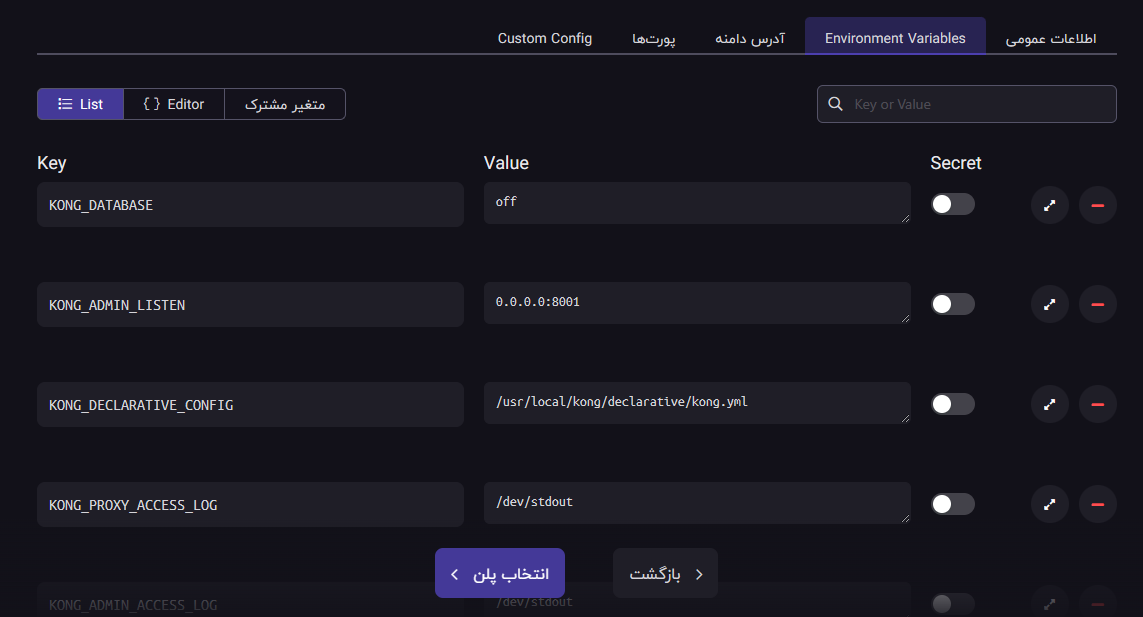 اطلاعات عمومی
Environment Variables
آدرس دامنه
پورت‌ها
Custom Config
List
{ } Editor
متغیر مشترک
Key or Value
Key Value Secret
KONG_DATABASE off
KONG_ADMIN_LISTEN 0.0.0.0:8001
KONG_DECLARATIVE_CONFIG /usr/local/kong/declarative/kong.yml
KONG_PROXY_ACCESS_LOG /dev/stdout
بازگشت
انتخاب پلن
KONG_ADMIN_ACCESS_LOG /dev/stdout